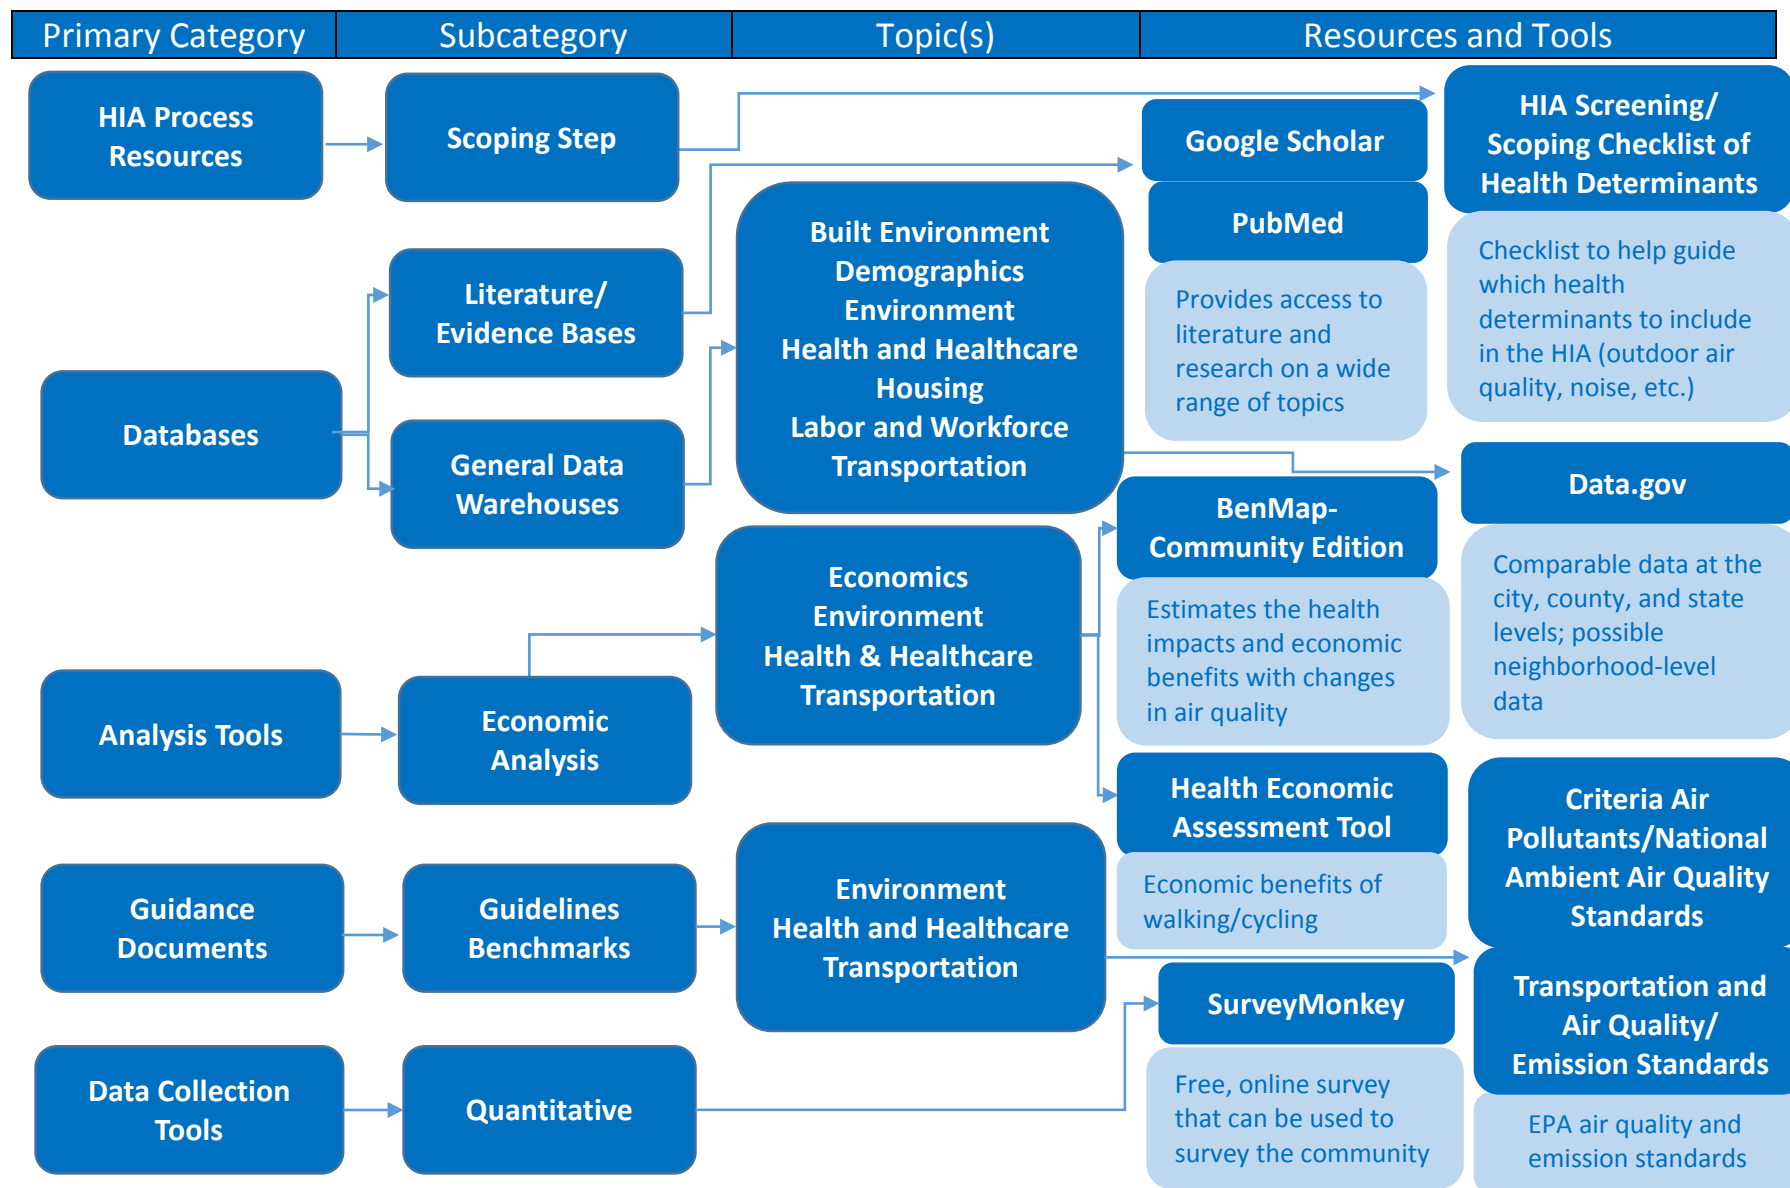 Primary Category
Subcategory
Topic(s)
Resources and Tools
HIA Process
Resources
Scoping Step
HIA Screening/
Scoping Checklist of
Health Determinants
Checklist to help guide
which health
determinants to include
in the HIA (outdoor air
quality, noise, etc.)
Databases
Literature/
Evidence Bases
Google Scholar
PubMed
Provides access to
literature and
research on a wide
range of topics
General Data
Warehouses
Built Environment
Demographics
Environment
Health and Healthcare
Housing
Labor and Workforce
Transportation
Data.gov
Comparable data at the
city, county, and state
levels; possible
neighborhood-level
data
Analysis Tools
Economic
Analysis
Economics
Environment
Health & Healthcare
Transportation
BenMap-
Community Edition
Estimates the health
impacts and economic
benefits with changes
in air quality
Health Economic
Assessment Tool
Economic benefits of
walking/cycling
Guidance
Documents
Guidelines
Benchmarks
Environment
Health and Healthcare
Transportation
Criteria Air
Pollutants/National
Ambient Air Quality
Standards
Transportation and
Air Quality/
Emission Standards
EPA air quality and
emission standards
Data Collection
Tools
Quantitative
SurveyMonkey
Free, online survey
that can be used to
survey the community